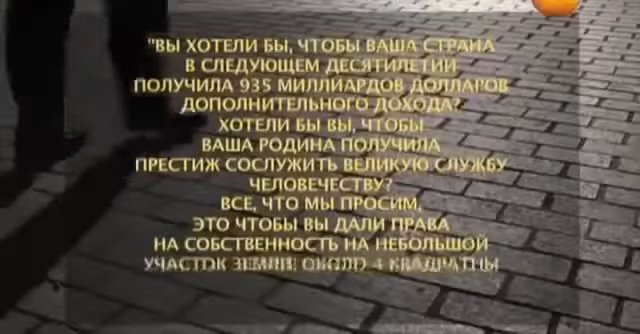 "ВЫ ХОТЕЛИ БЫ, ЧТОБЫ ВАША СТРАНА
В СЛЕДУЮЩЕМ ДЕСЯТИЛЕТИИ
ПОЛУЧИЛА 935 МИЛЛИАРДОВ ДОЛЛАРОВ
ДОПОЛНИТЕЛЬНОГО ДОХОДА?
ХОТЕЛИ БЫ ВЫ, ЧТОБЫ
ВАША РОДИНА ПОЛУЧИЛА
ПРЕСТИЖ СОСЛУЖИТЬ ВЕЛИКУЮ СЛУЖБУ
ЧЕЛОВЕЧЕСТВУ?
ВСЕ, ЧТО МЫ ПРОСИМ,
ЭТО ЧТОБЫ ВЫ ДАЛИ ПРАВА
НА СОБСТВЕННОСТЬ НА НЕБОЛЬШОЙ
УЧАСТОК ЗЕМЛИ ОКОЛО 4 КВАДРАТНЫ